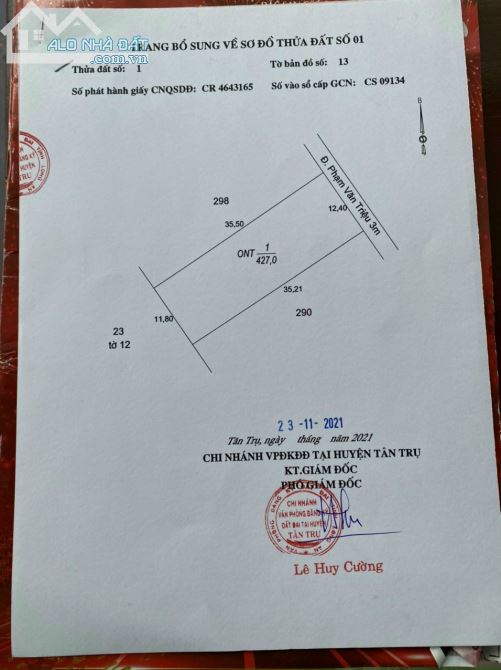 ALO NHÀ ĐẤT
.com.vn
TRANG BỔ SUNG VỀ SƠ ĐỒ THỬA ĐẤT SỐ 01
Thửa đất số: 1 Tờ bản đồ số: 13
Số phát hành giấy CNQSDĐ: CR 4643165 Số vào sổ cấp GCN: CS 09134
B
Đ. Phạm Văn Triệu 3m
298
12,40
35,50
ONT 1
427,0
35,21
11,80
290
23
tờ 12
23-11-2021
Tân Trụ, ngày tháng năm 2021
CHI NHÁNH VPĐKĐĐ TẠI HUYỆN TÂN TRỤ
KT.GIÁM ĐỐC
PHÓ GIÁM ĐỐC
CHI NHÁNH
VĂN PHÒNG ĐĂNG KÝ
ĐẤT ĐAI TẠI HUYỆN
TÂN TRỤ
Lê Huy Cường